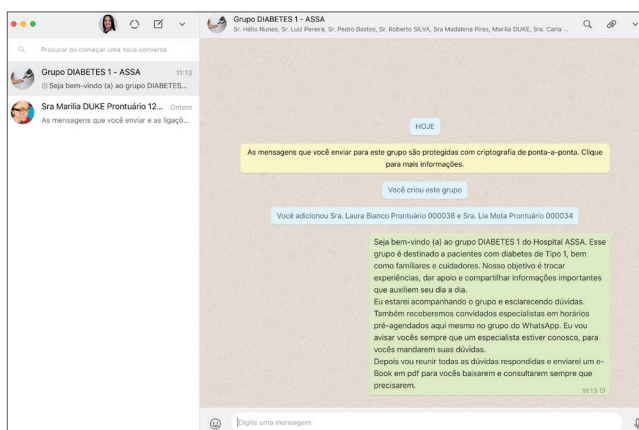 Procurar ou começar uma nova conversa
Grupo DIABETES 1 - ASSA 11:13
Seja bem-vindo (a) ao grupo DIABETES...
Sra Marilia DUKE Prontuário 12... Ontem
As mensagens que você enviar e as ligaçõ...
Grupo DIABETES 1 - ASSA
Sr. Hélio Nunes, Sr. Luiz Pereira, Sr. Pedro Bastos, Sr. Roberto SILVA, Sra Madalena Pires, Marilia DUKE, Sra. Carla ...
HOJE
As mensagens que você enviar para este grupo são protegidas com criptografia de ponta-a-ponta. Clique
para mais informações.
Você criou este grupo
Você adicionou Sra. Laura Bianco Prontuário 000038 e Sra. Lia Mota Prontuário 000034
Seja bem-vindo (a) ao grupo DIABETES 1 do Hospital ASSA. Esse
grupo é destinado a pacientes com diabetes de Tipo 1, bem
como familiares e cuidadores. Nosso objetivo é trocar
experiências, dar apoio e compartilhar informações importantes
que auxiliem seu dia a dia.
Eu estarei acompanhando o grupo e esclarecendo dúvidas.
Também receberemos convidados especialistas em horários
pré-agendados aqui mesmo no grupo do WhatsApp. Eu vou
avisar vocês sempre que um especialista estiver conosco, para
vocês mandarem suas dúvidas.
Depois vou reunir todas as dúvidas respondidas e enviarei um e-
Book em pdf para vocês baixarem e consultarem sempre que
precisarem.
11:13
Digite uma mensagem